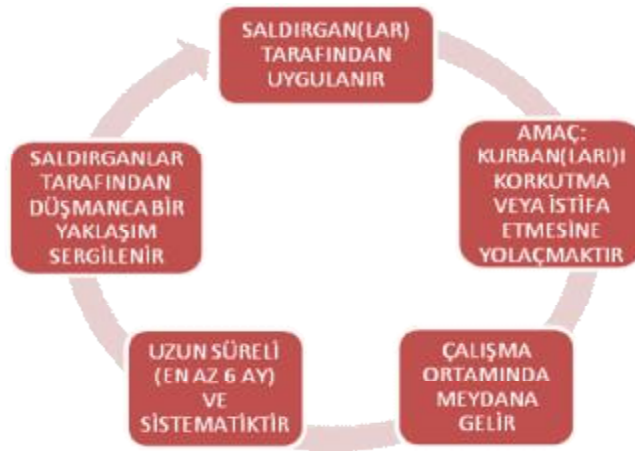 SALDIRGAN(LAR)
TARAFINDAN
UYGULANIR
AMAÇ:
KURBAN(LARI)I
KORKUTMA
VEYA İSTİFA
ETMESİNE
YOLAÇMAKTIR
ÇALIŞMA
ORTAMINDA
MEYDANA
GELİR
UZUN SÜRELİ
(EN AZ 6 AY)
VE
SİSTEMATİKTİR
SALDIRGANLAR
TARAFINDAN
DÜŞMANCA BİR
YAKLAŞIM
SERGİLENİR